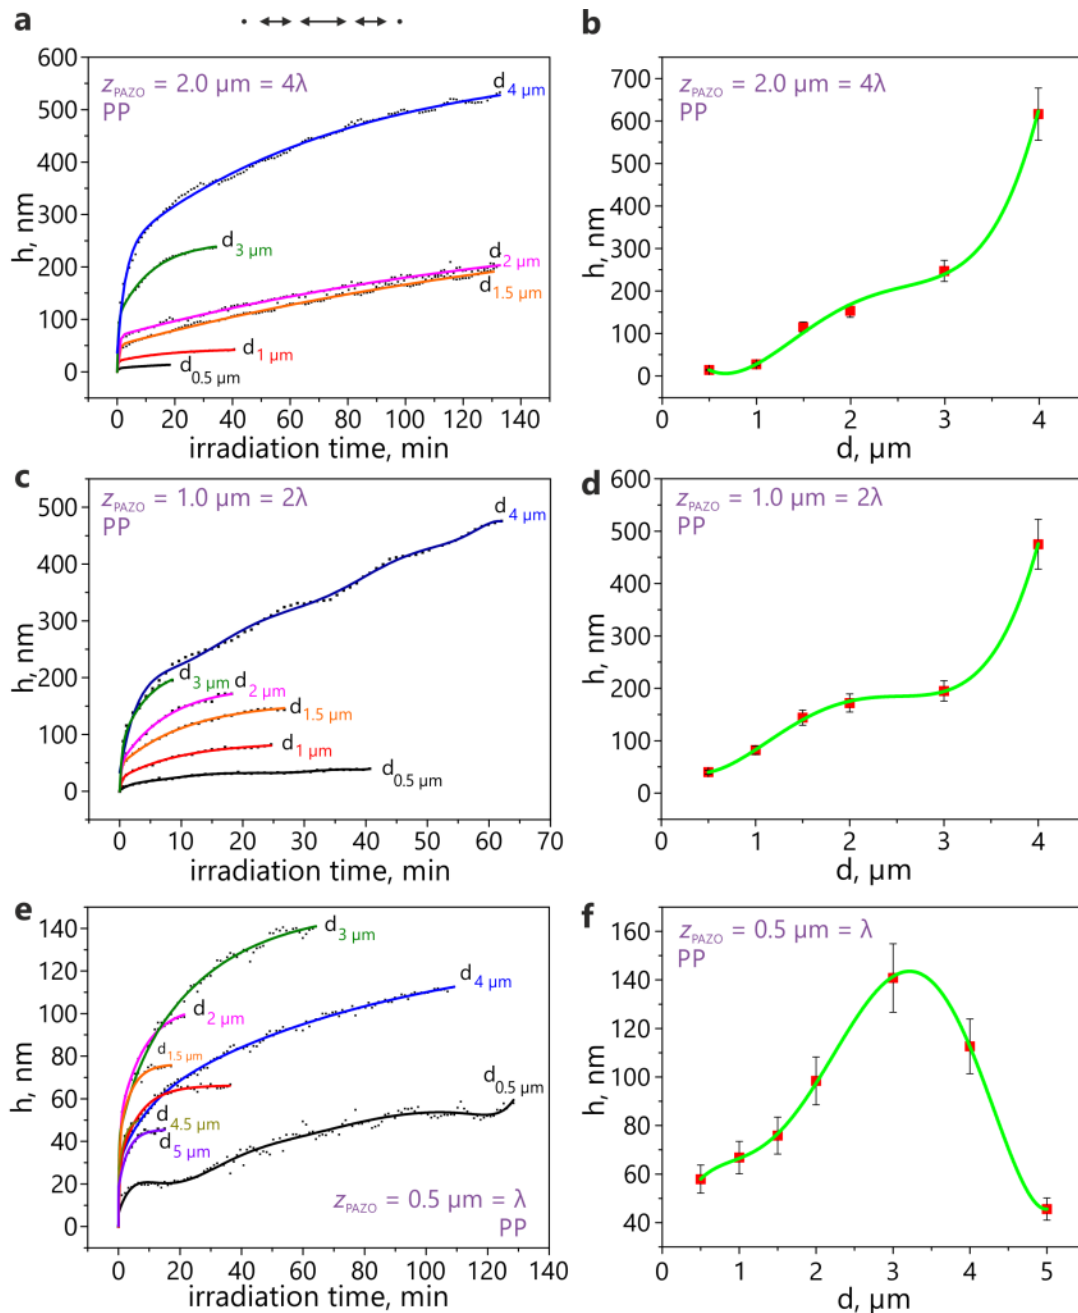 a
z_PAZO = 2.0 µm = 4λ
PP
h, nm
600
500
400
300
200
100
0
d 4 µm
d 3 µm
d 2 µm
d 1.5 µm
d 1 µm
d 0.5 µm
0 20 40 60 80 100 120 140
irradiation time, min
b
z_PAZO = 2.0 µm = 4λ
PP
h, nm
700
600
500
400
300
200
100
0
0 1 2 3 4
d, µm
c
z_PAZO = 1.0 µm = 2λ
PP
h, nm
500
400
300
200
100
0
d 4 µm
d 3 µm
d 2 µm
d 1.5 µm
d 1 µm
d 0.5 µm
0 10 20 30 40 50 60 70
irradiation time, min
d
z_PAZO = 1.0 µm = 2λ
PP
h, nm
600
500
400
300
200
100
0
0 1 2 3 4
d, µm
e
h, nm
140
120
100
80
60
40
20
0
d 3 µm
d 4 µm
d 2 µm
d 1.5 µm
d 0.5 µm
d 4.5 µm
d 5 µm
z_PAZO = 0.5 µm = λ
PP
0 20 40 60 80 100 120 140
irradiation time, min
f
z_PAZO = 0.5 µm = λ
PP
h, nm
160
140
120
100
80
60
40
0 1 2 3 4 5
d, µm